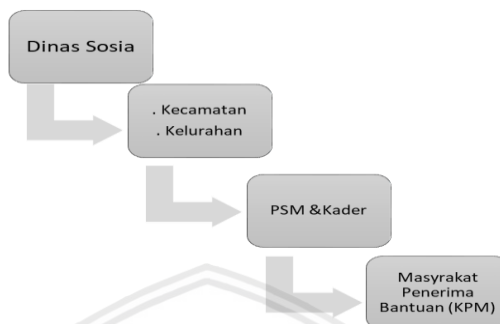 Dinas Sosia
. Kecamatan
. Kelurahan
PSM &Kader
Masyrakat
Penerima
Bantuan (KPM)